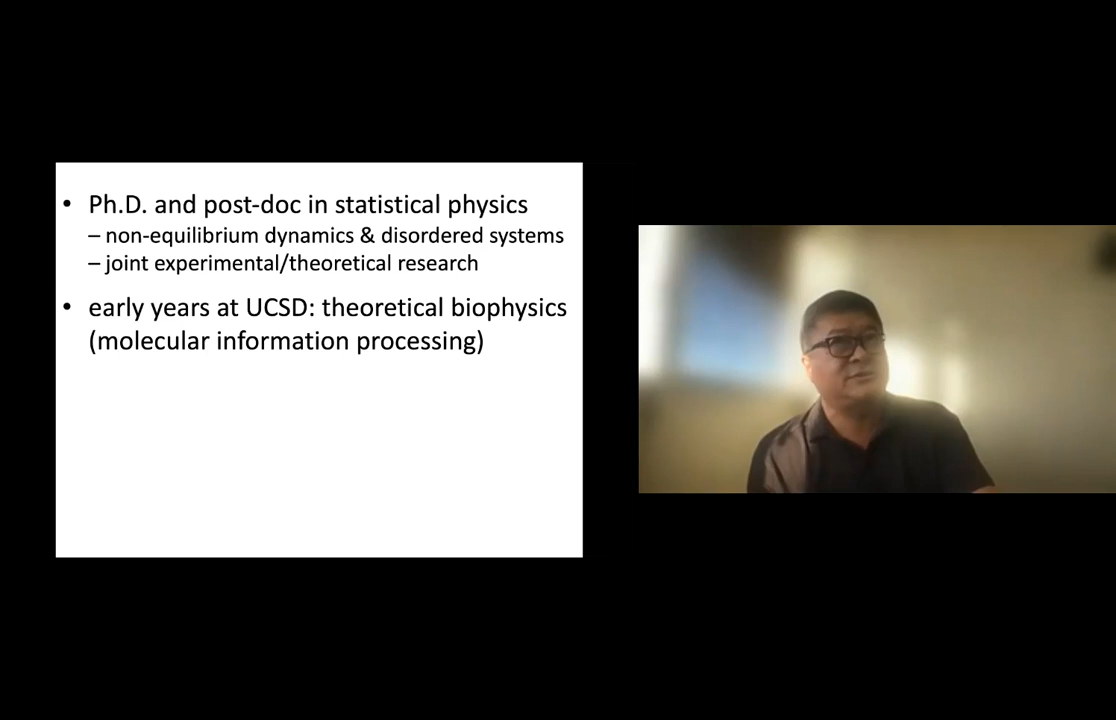 • Ph.D. and post-doc in statistical physics
– non-equilibrium dynamics & disordered systems
– joint experimental/theoretical research
• early years at UCSD: theoretical biophysics
(molecular information processing)